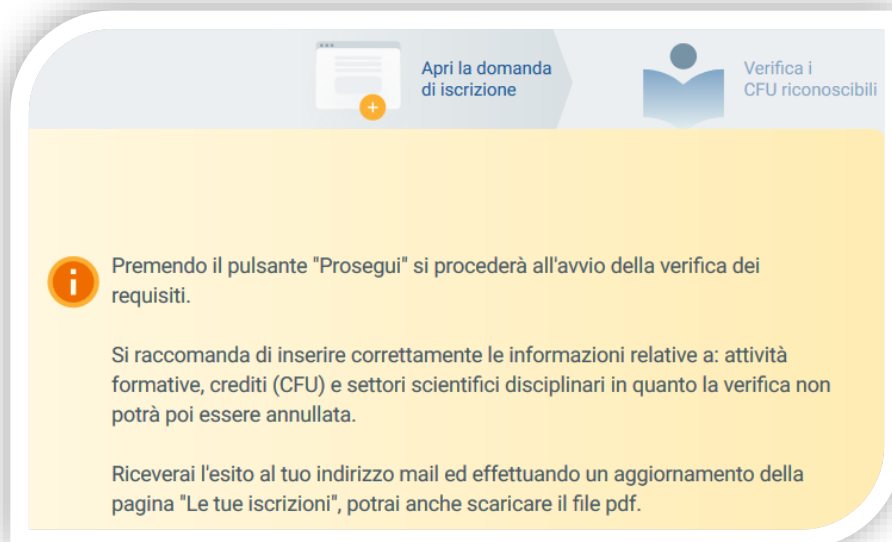 Apri la domanda
di iscrizione
Verifica i
CFU riconoscibili
Premendo il pulsante "Prosegui" si procederà all'avvio della verifica dei
requisiti.
Si raccomanda di inserire correttamente le informazioni relative a: attività
formative, crediti (CFU) e settori scientifici disciplinari in quanto la verifica non
potrà poi essere annullata.
Riceverai l'esito al tuo indirizzo mail ed effettuando un aggiornamento della
pagina "Le tue iscrizioni", potrai anche scaricare il file pdf.